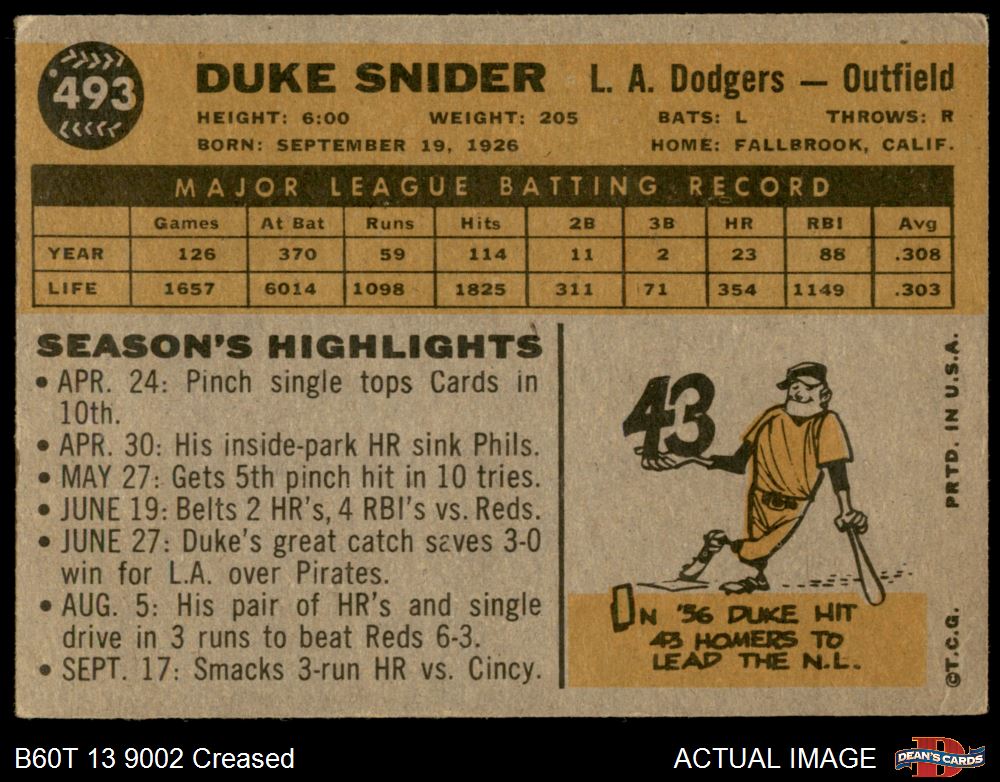 493
DUKE SNIDER L. A. Dodgers — Outfield
HEIGHT: 6:00 WEIGHT: 205 BATS: L THROWS: R
BORN: SEPTEMBER 19, 1926 HOME: FALLBROOK, CALIF.
MAJOR LEAGUE BATTING RECORD
Games At Bat Runs Hits 2B 3B HR RBI Avg
YEAR 126 370 59 114 11 2 23 88 .308
LIFE 1657 6014 1098 1825 311 71 354 1149 .303
SEASON'S HIGHLIGHTS
• APR. 24: Pinch single tops Cards in
10th.
• APR. 30: His inside-park HR sink Phils.
• MAY 27: Gets 5th pinch hit in 10 tries.
• JUNE 19: Belts 2 HR's, 4 RBI's vs. Reds.
• JUNE 27: Duke's great catch saves 3-0
win for L.A. over Pirates.
• AUG. 5: His pair of HR's and single
drive in 3 runs to beat Reds 6-3.
• SEPT. 17: Smacks 3-run HR vs. Cincy.
43
IN '56 DUKE HIT
43 HOMERS TO
LEAD THE N.L.
©T.C.G. PRTD. IN U.S.A.
B60T 13 9002 Creased
ACTUAL IMAGE
D
DEAN'S CARDS